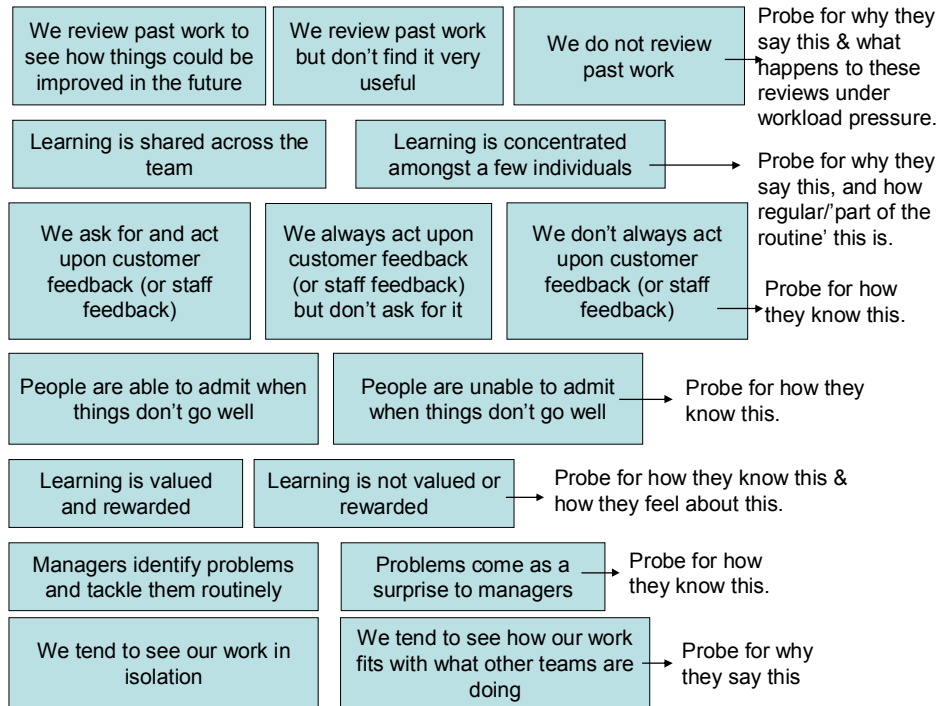 We review past work to
see how things could be
improved in the future
We review past work
but don't find it very
useful
We do not review
past work
Probe for why they
say this & what
happens to these
reviews under
workload pressure.
Learning is shared across the
team
Learning is concentrated
amongst a few individuals
Probe for why they
say this, and how
regular/'part of the
routine' this is.
We ask for and act
upon customer
feedback (or staff
feedback)
We always act upon
customer feedback
(or staff feedback)
but don't ask for it
We don't always act
upon customer
feedback (or staff
feedback)
Probe for how
they know this.
People are able to admit when
things don't go well
People are unable to admit
when things don't go well
Probe for how they
know this.
Learning is valued
and rewarded
Learning is not valued or
rewarded
Probe for how they know this &
how they feel about this.
Managers identify problems
and tackle them routinely
Problems come as a
surprise to managers
Probe for how
they know this.
We tend to see our work in
isolation
We tend to see how our work
fits with what other teams are
doing
Probe for why
they say this